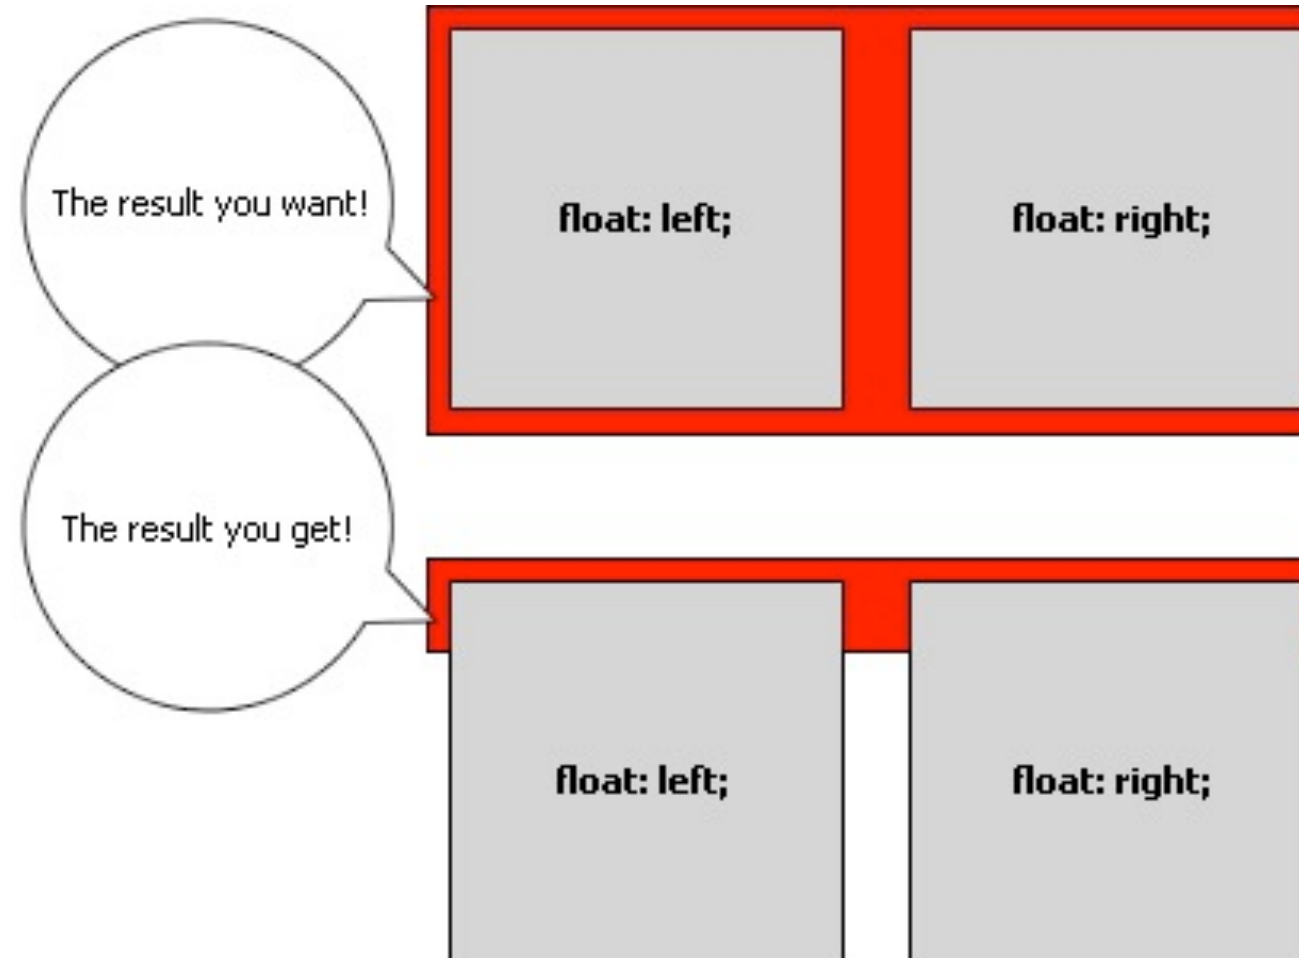 The result you want!
float: left;
float: right;
The result you get!
float: left;
float: right;